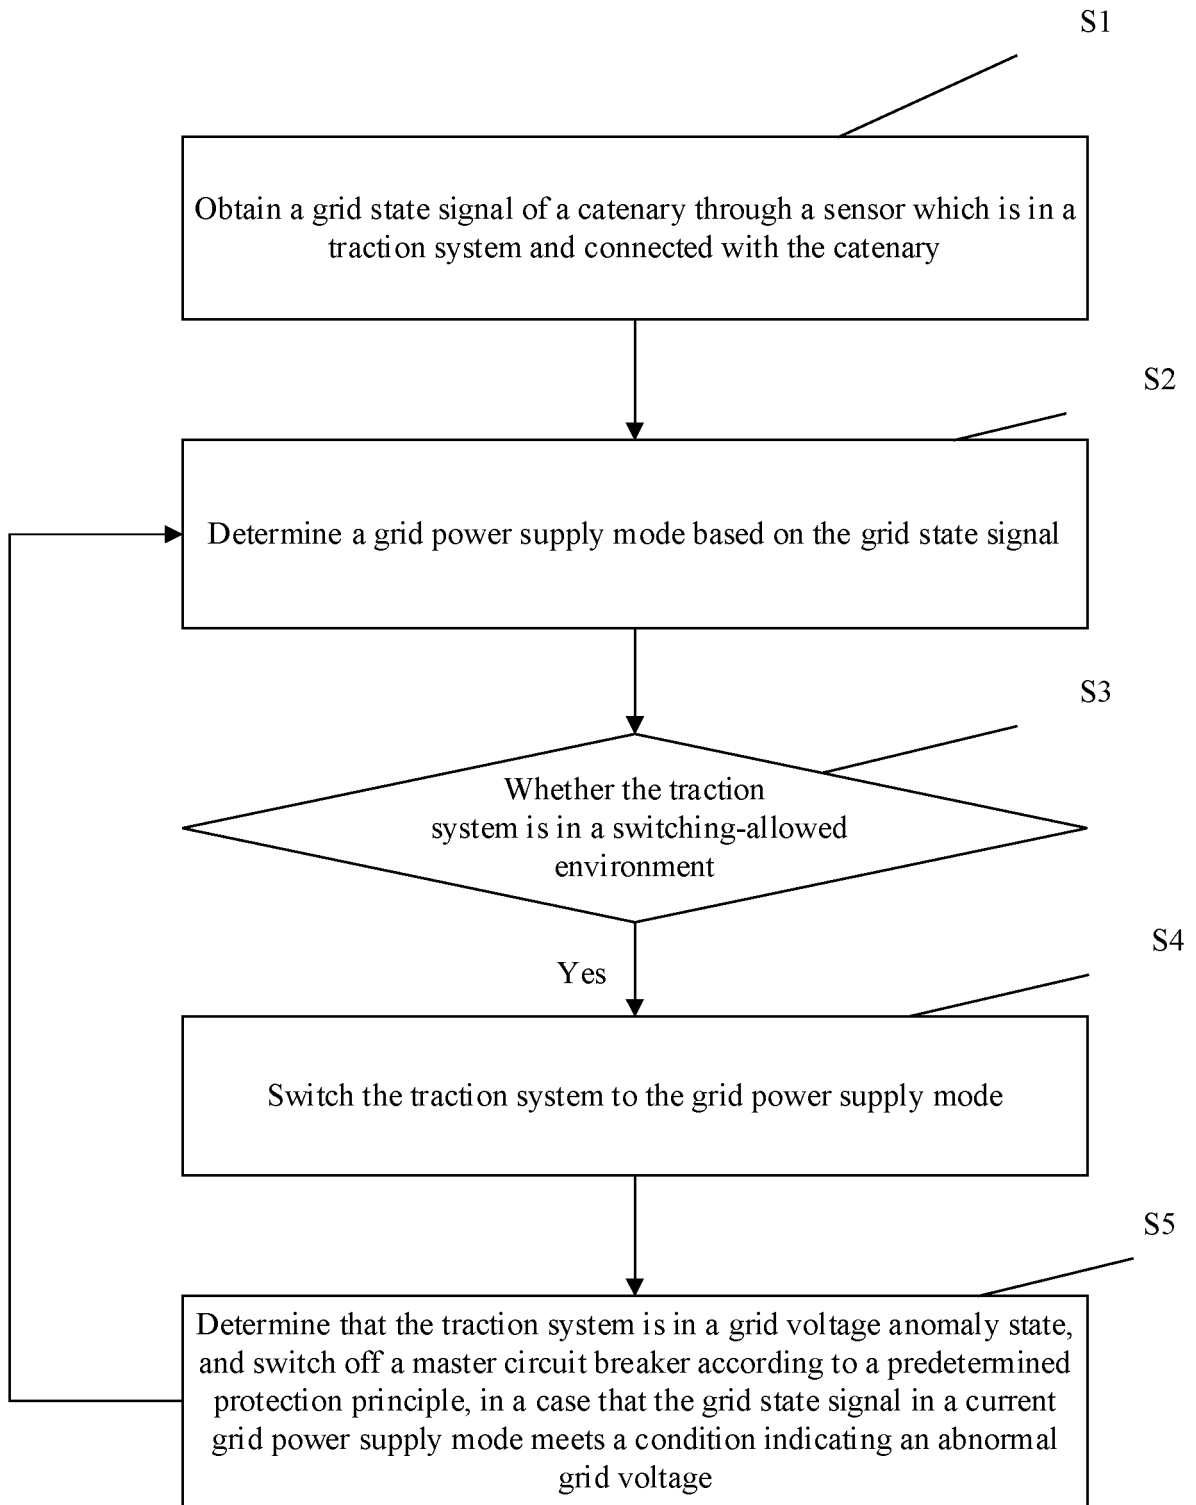 S1
Obtain a grid state signal of a catenary through a sensor which is in a
traction system and connected with the catenary
S2
Determine a grid power supply mode based on the grid state signal
S3
Whether the traction
system is in a switching-allowed
environment
Yes
S4
Switch the traction system to the grid power supply mode
S5
Determine that the traction system is in a grid voltage anomaly state,
and switch off a master circuit breaker according to a predetermined
protection principle, in a case that the grid state signal in a current
grid power supply mode meets a condition indicating an abnormal
grid voltage